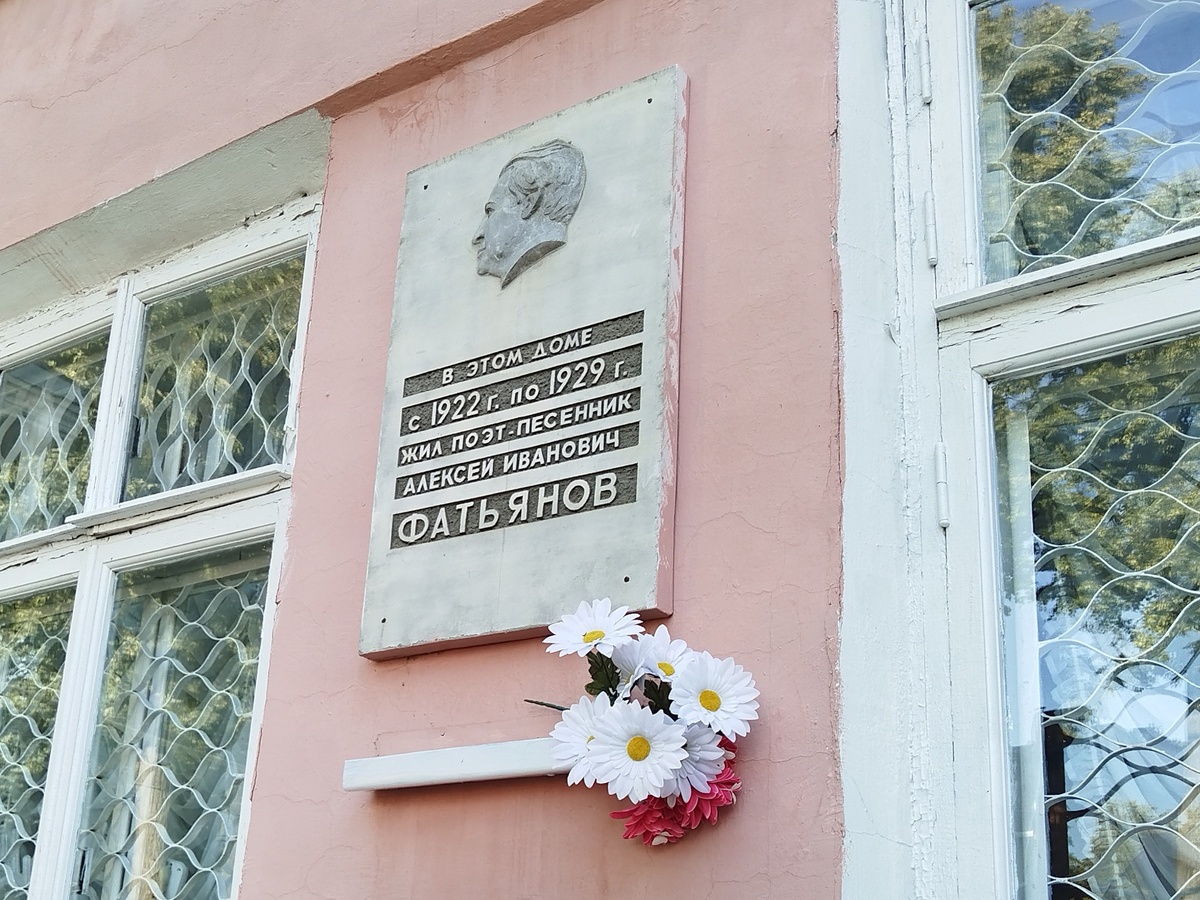 В ЭТОМ ДОМЕ
с 1922 г. по 1929 г.
ЖИЛ ПОЭТ-ПЕСЕННИК
АЛЕКСЕЙ ИВАНОВИЧ
ФАТЬЯНОВ